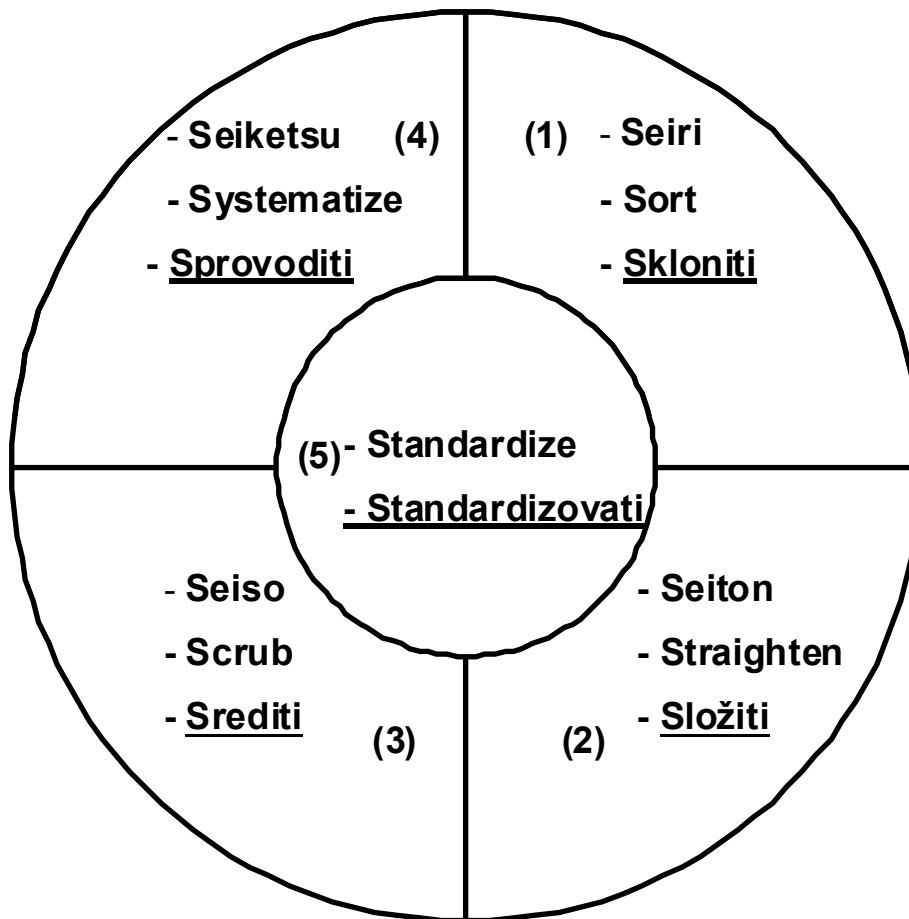 (1) - Seiri
- Sort
- Skloniti
(2) - Seiton
- Straighten
- Složiti
(3) - Seiso
- Scrub
- Srediti
(4) - Seiketsu
- Systematize
- Sprovoditi
(5) - Standardize
- Standardizovati